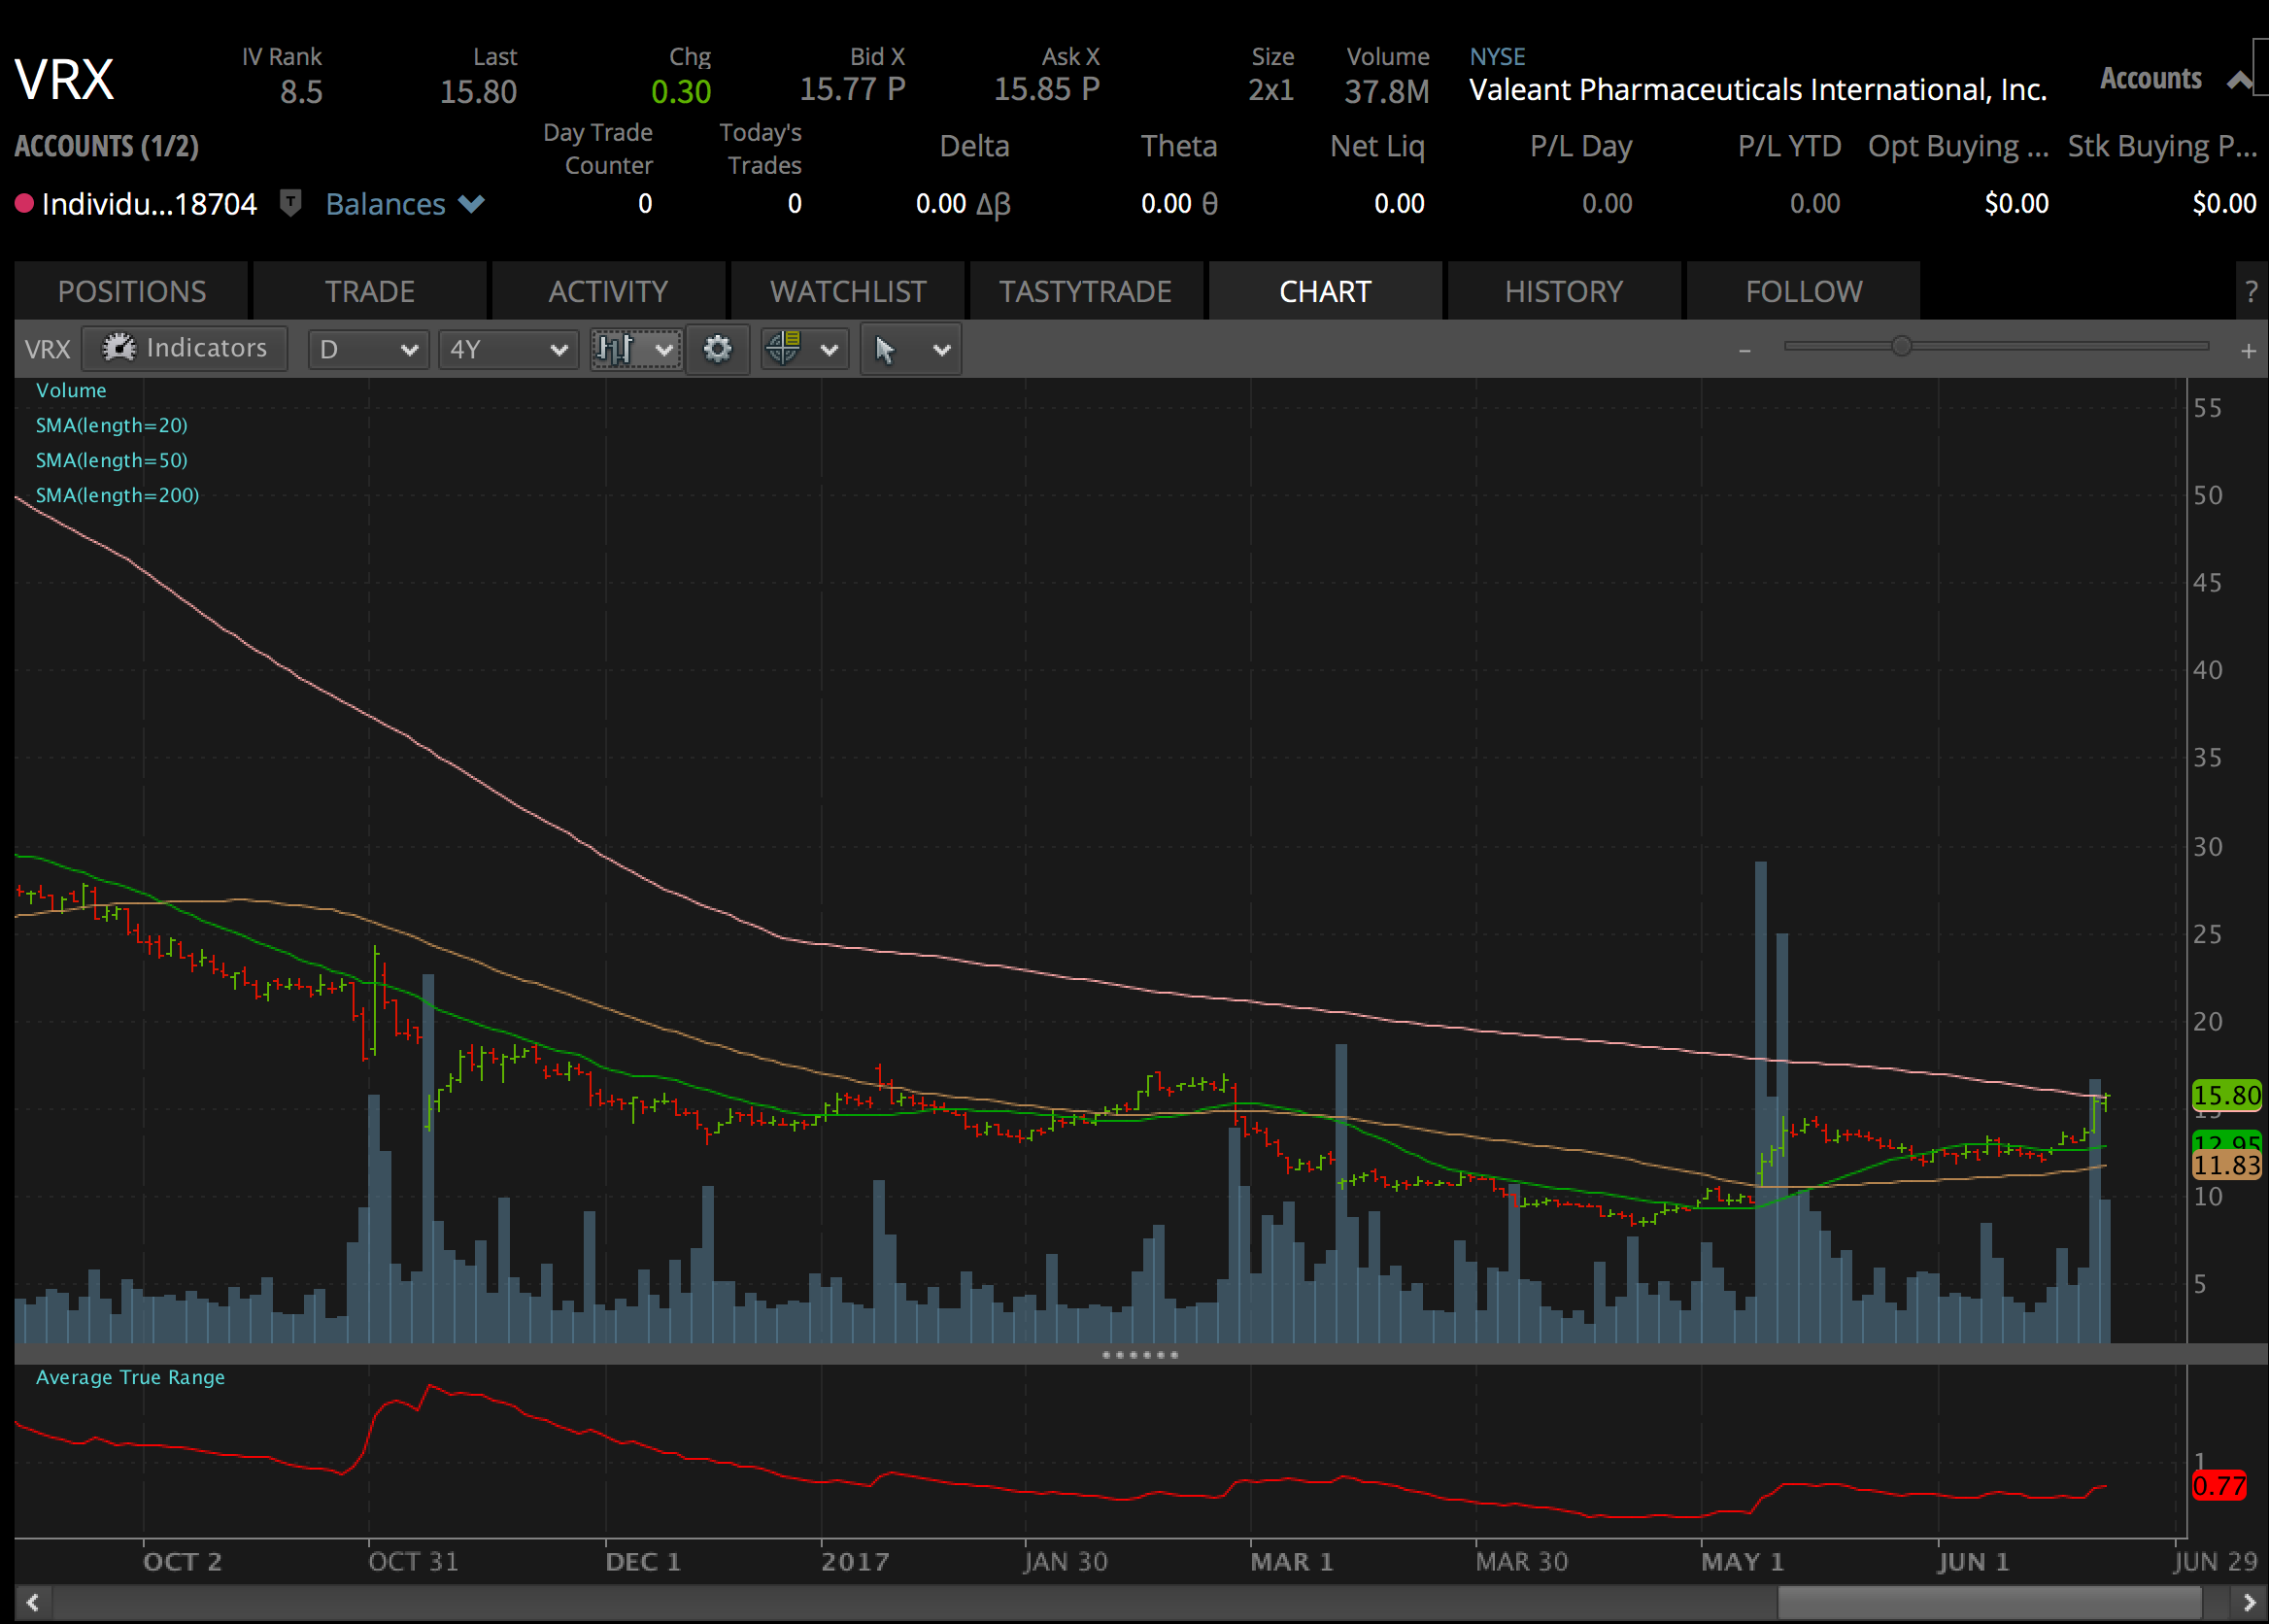 VRX
IV Rank Last Chg Bid X Ask X Size Volume NYSE
8.5 15.80 0.30 15.77 P 15.85 P 2x1 37.8M Valeant Pharmaceuticals International, Inc. Accounts
ACCOUNTS (1/2) Day Trade Counter Today's Trades Delta Theta Net Liq P/L Day P/L YTD Opt Buying ... Stk Buying P...
Individu...18704 T Balances 0 0 0.00 Δβ 0.00 θ 0.00 0.00 0.00 $0.00 $0.00
POSITIONS TRADE ACTIVITY WATCHLIST TASTYTRADE CHART HISTORY FOLLOW ?
VRX Indicators D 4Y - +
Volume
SMA(length=20)
SMA(length=50)
SMA(length=200)
55
50
45
40
35
30
25
20
15.80
15
12.95
11.83
10
5
Average True Range
1
0.77
OCT 2 OCT 31 DEC 1 2017 JAN 30 MAR 1 MAR 30 MAY 1 JUN 1 JUN 29